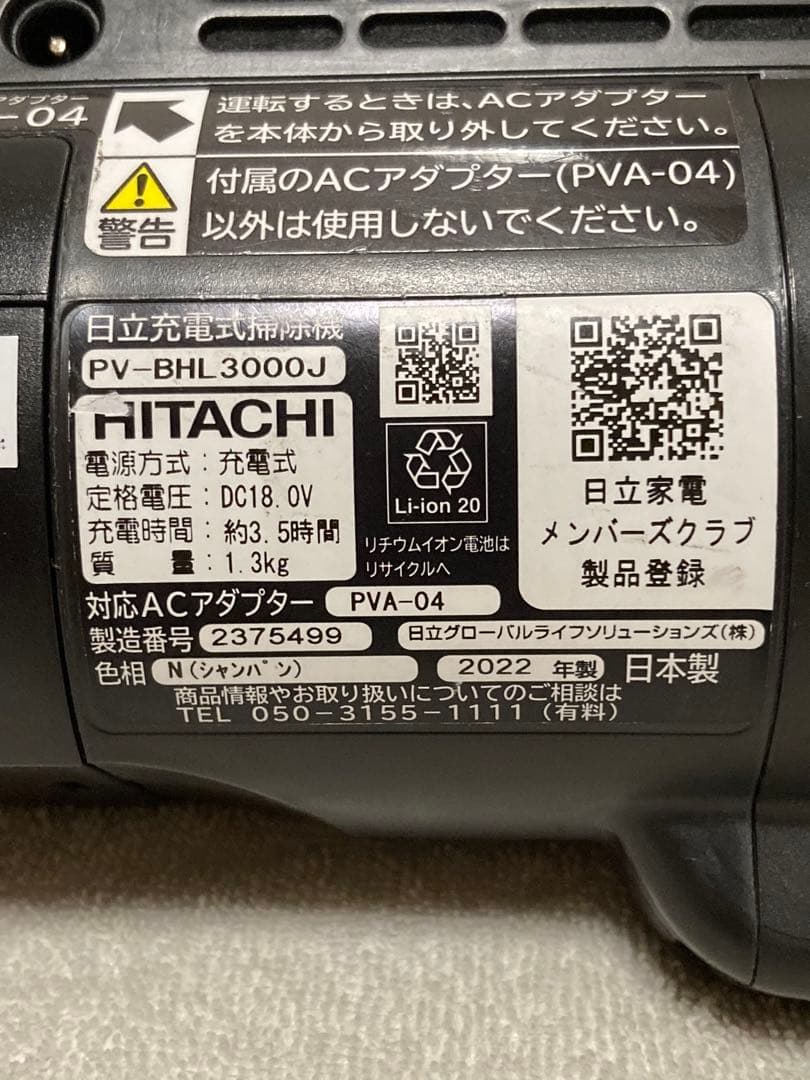 アダプター
-04
運転するときは、ACアダプター
を本体から取り外してください。
警告
付属のACアダプター(PVA-04)
以外は使用しないでください。
日立充電式掃除機
PV-BHL3000J
HITACHI
電源方式：充電式
定格電圧：DC18.0V
充電時間：約3.5時間
質　　量：1.3kg
Li-ion 20
リチウムイオン電池は
リサイクルへ
日立家電
メンバーズクラブ
製品登録
対応ACアダプター PVA-04
製造番号 2375499 日立グローバルライフソリューションズ(株)
色相 N(シャンパン) 2022 年製 日本製
商品情報やお取り扱いについてのご相談は
TEL 050-3155-1111（有料）